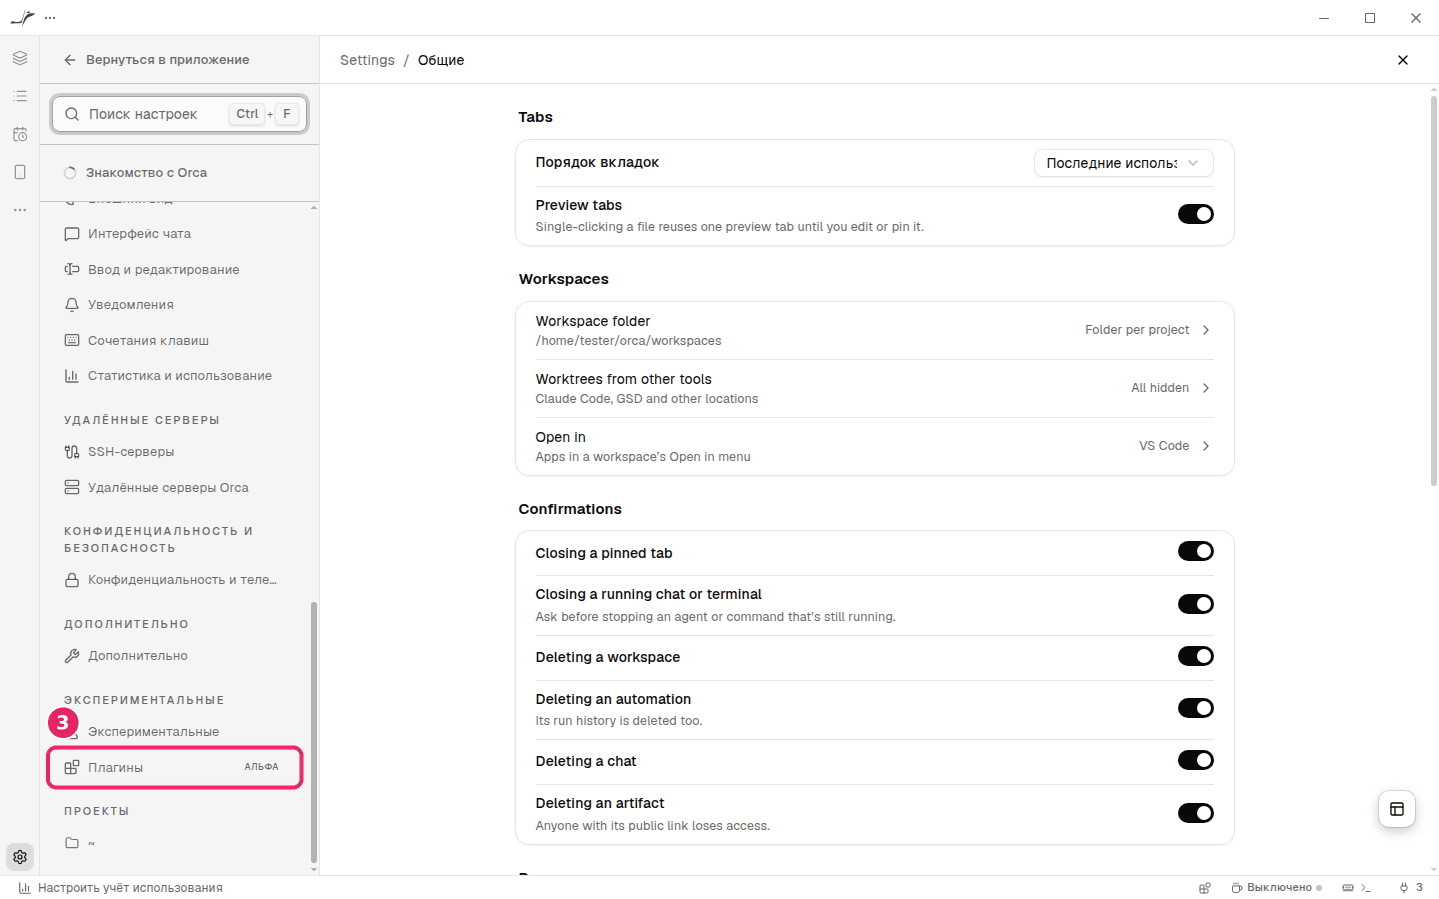 Вернуться в приложение
Settings / Общие
Поиск настроек Ctrl + F
Знакомство с Orca
Интерфейс чата
Ввод и редактирование
Уведомления
Сочетания клавиш
Статистика и использование
УДАЛЁННЫЕ СЕРВЕРЫ
SSH-серверы
Удалённые серверы Orca
КОНФИДЕНЦИАЛЬНОСТЬ И
БЕЗОПАСНОСТЬ
Конфиденциальность и теле...
ДОПОЛНИТЕЛЬНО
Дополнительно
ЭКСПЕРИМЕНТАЛЬНЫЕ
3
Экспериментальные
Плагины АЛЬФА
ПРОЕКТЫ
~
Tabs
Порядок вкладок Последние исполь
Preview tabs
Single-clicking a file reuses one preview tab until you edit or pin it.
Workspaces
Workspace folder
/home/tester/orca/workspaces
Folder per project
Worktrees from other tools
Claude Code, GSD and other locations
All hidden
Open in
Apps in a workspace's Open in menu
VS Code
Confirmations
Closing a pinned tab
Closing a running chat or terminal
Ask before stopping an agent or command that's still running.
Deleting a workspace
Deleting an automation
Its run history is deleted too.
Deleting a chat
Deleting an artifact
Anyone with its public link loses access.
Настроить учёт использования
Выключено
3